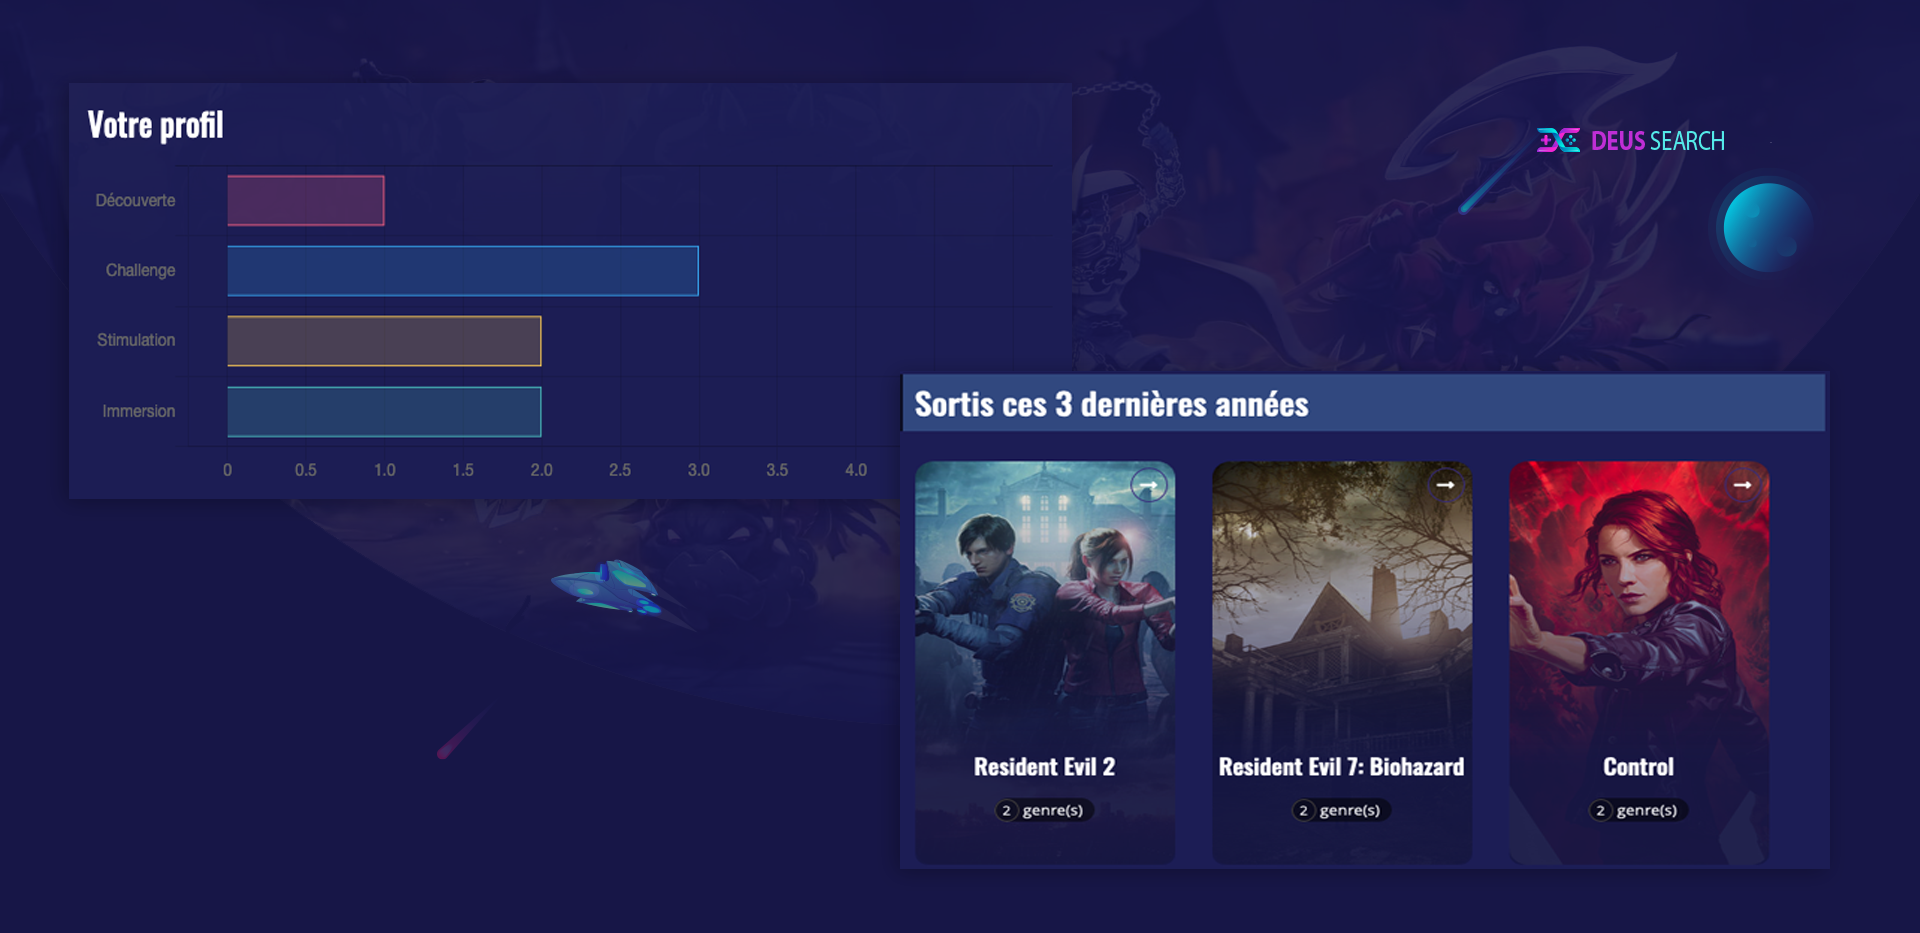 Votre profil
Découverte
Challenge
Stimulation
Immersion
0 0.5 1.0 1.5 2.0 2.5 3.0 3.5 4.0
DEUS SEARCH
Sortis ces 3 dernières années
Resident Evil 2
2 genre(s)
Resident Evil 7: Biohazard
2 genre(s)
Control
2 genre(s)